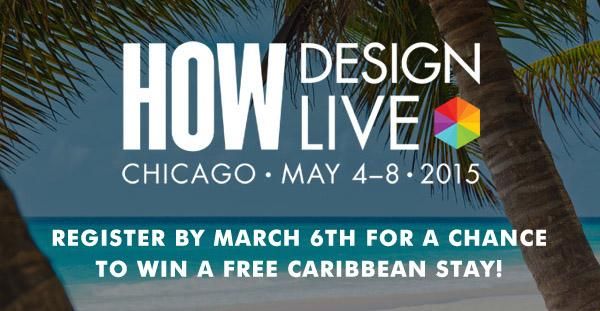 HOW DESIGN
LIVE
CHICAGO • MAY 4–8 • 2015
REGISTER BY MARCH 6TH FOR A CHANCE
TO WIN A FREE CARIBBEAN STAY!